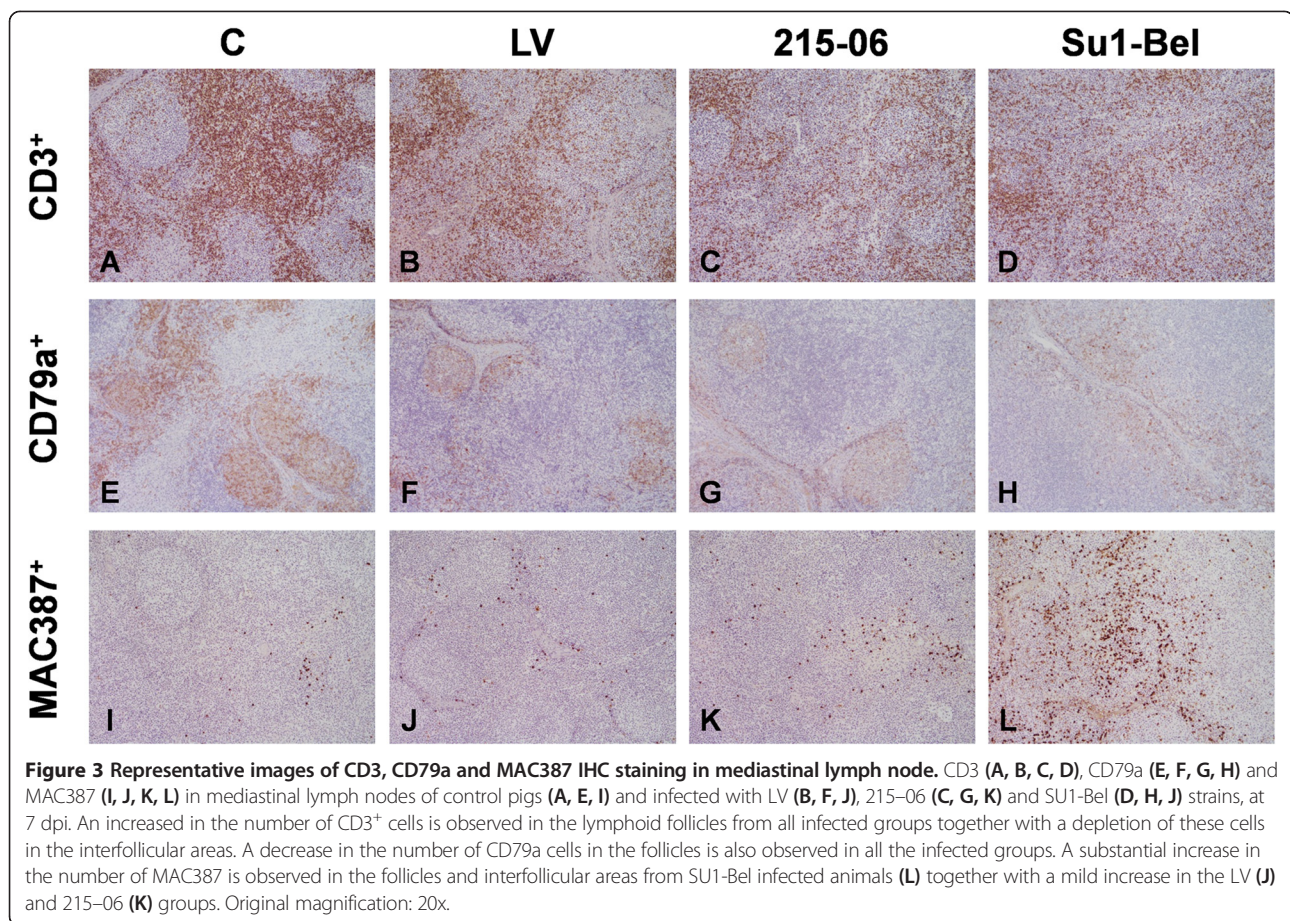 C LV 215-06 Su1-Bel
CD3+
A B C D
CD79a+
E F G H
MAC387+
I J K L
Figure 3 Representative images of CD3, CD79a and MAC387 IHC staining in mediastinal lymph node. CD3 (A, B, C, D), CD79a (E, F, G, H) and
MAC387 (I, J, K, L) in mediastinal lymph nodes of control pigs (A, E, I) and infected with LV (B, F, J), 215–06 (C, G, K) and SU1-Bel (D, H, J) strains, at
7 dpi. An increased in the number of CD3+ cells is observed in the lymphoid follicles from all infected groups together with a depletion of these cells
in the interfollicular areas. A decrease in the number of CD79a cells in the follicles is also observed in all the infected groups. A substantial increase in
the number of MAC387 is observed in the follicles and interfollicular areas from SU1-Bel infected animals (L) together with a mild increase in the LV (J)
and 215–06 (K) groups. Original magnification: 20x.